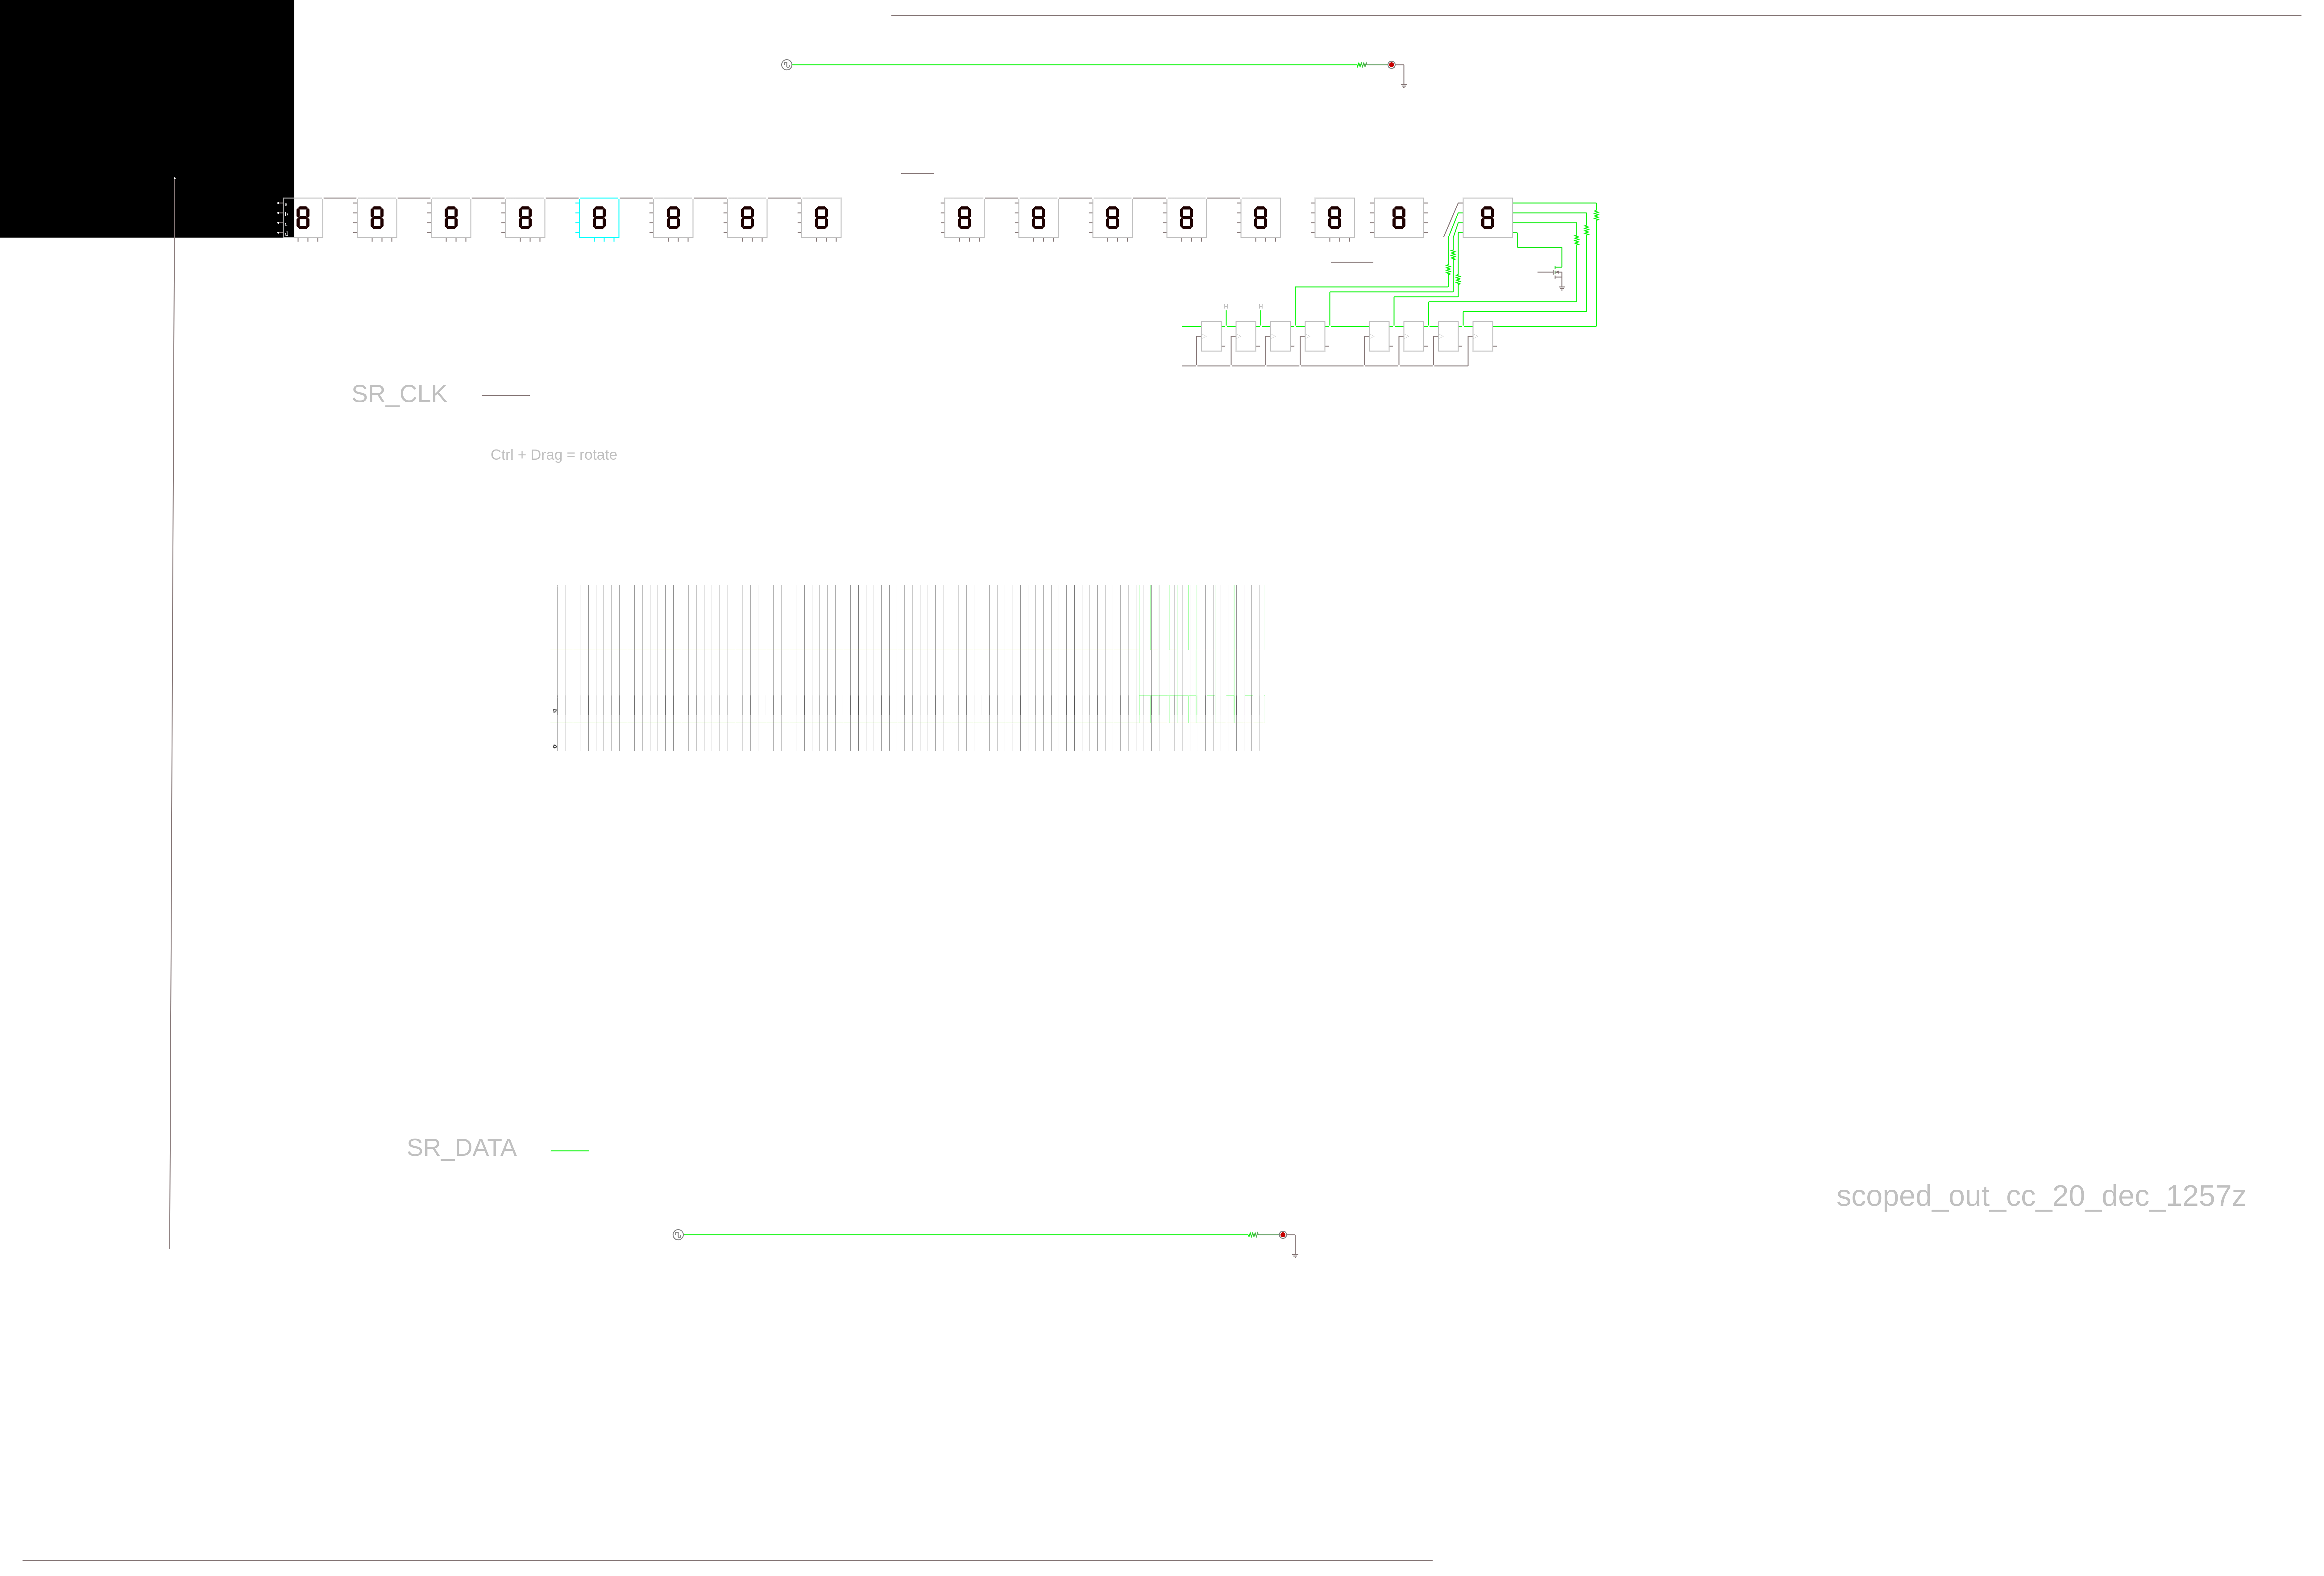 a
b
c
d
H H
SR_CLK
Ctrl + Drag = rotate
SR_DATA
scoped_out_cc_20_dec_1257z